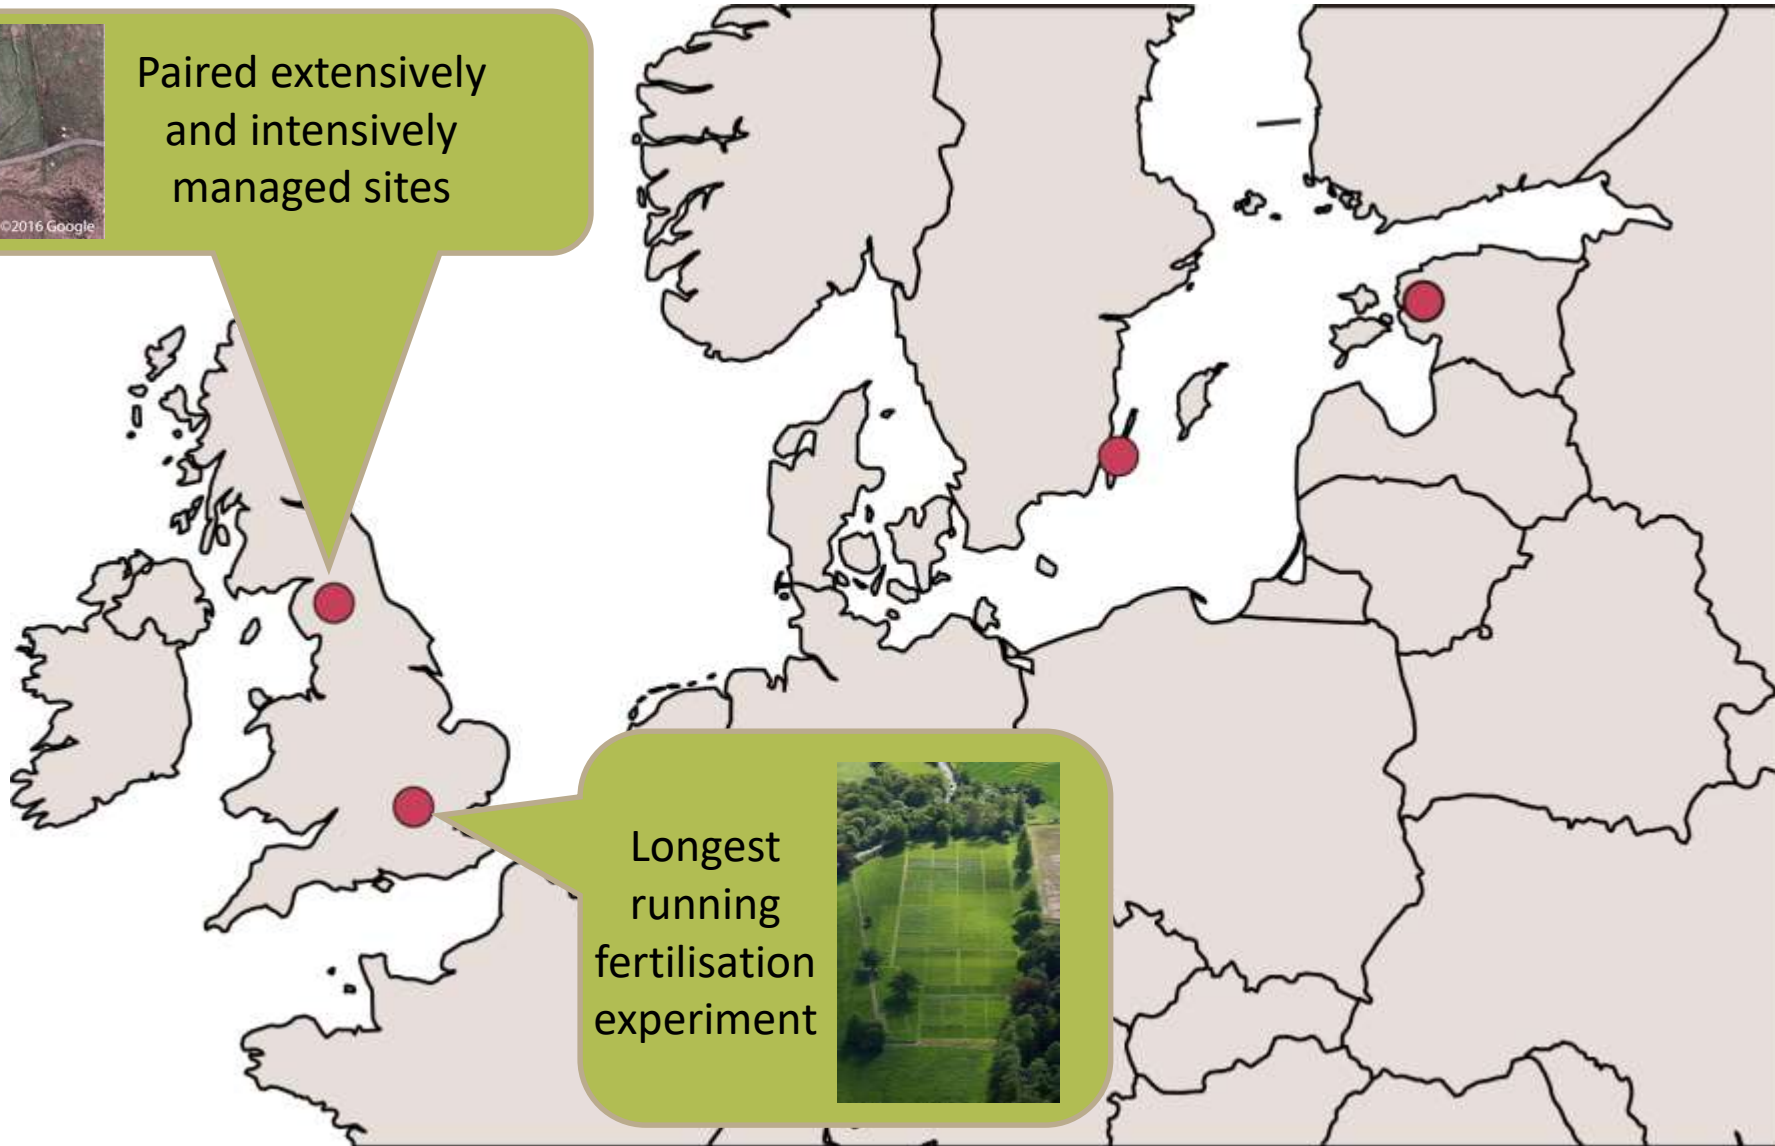 Paired extensively
and intensively
managed sites
©2016 Google
Longest
running
fertilisation
experiment